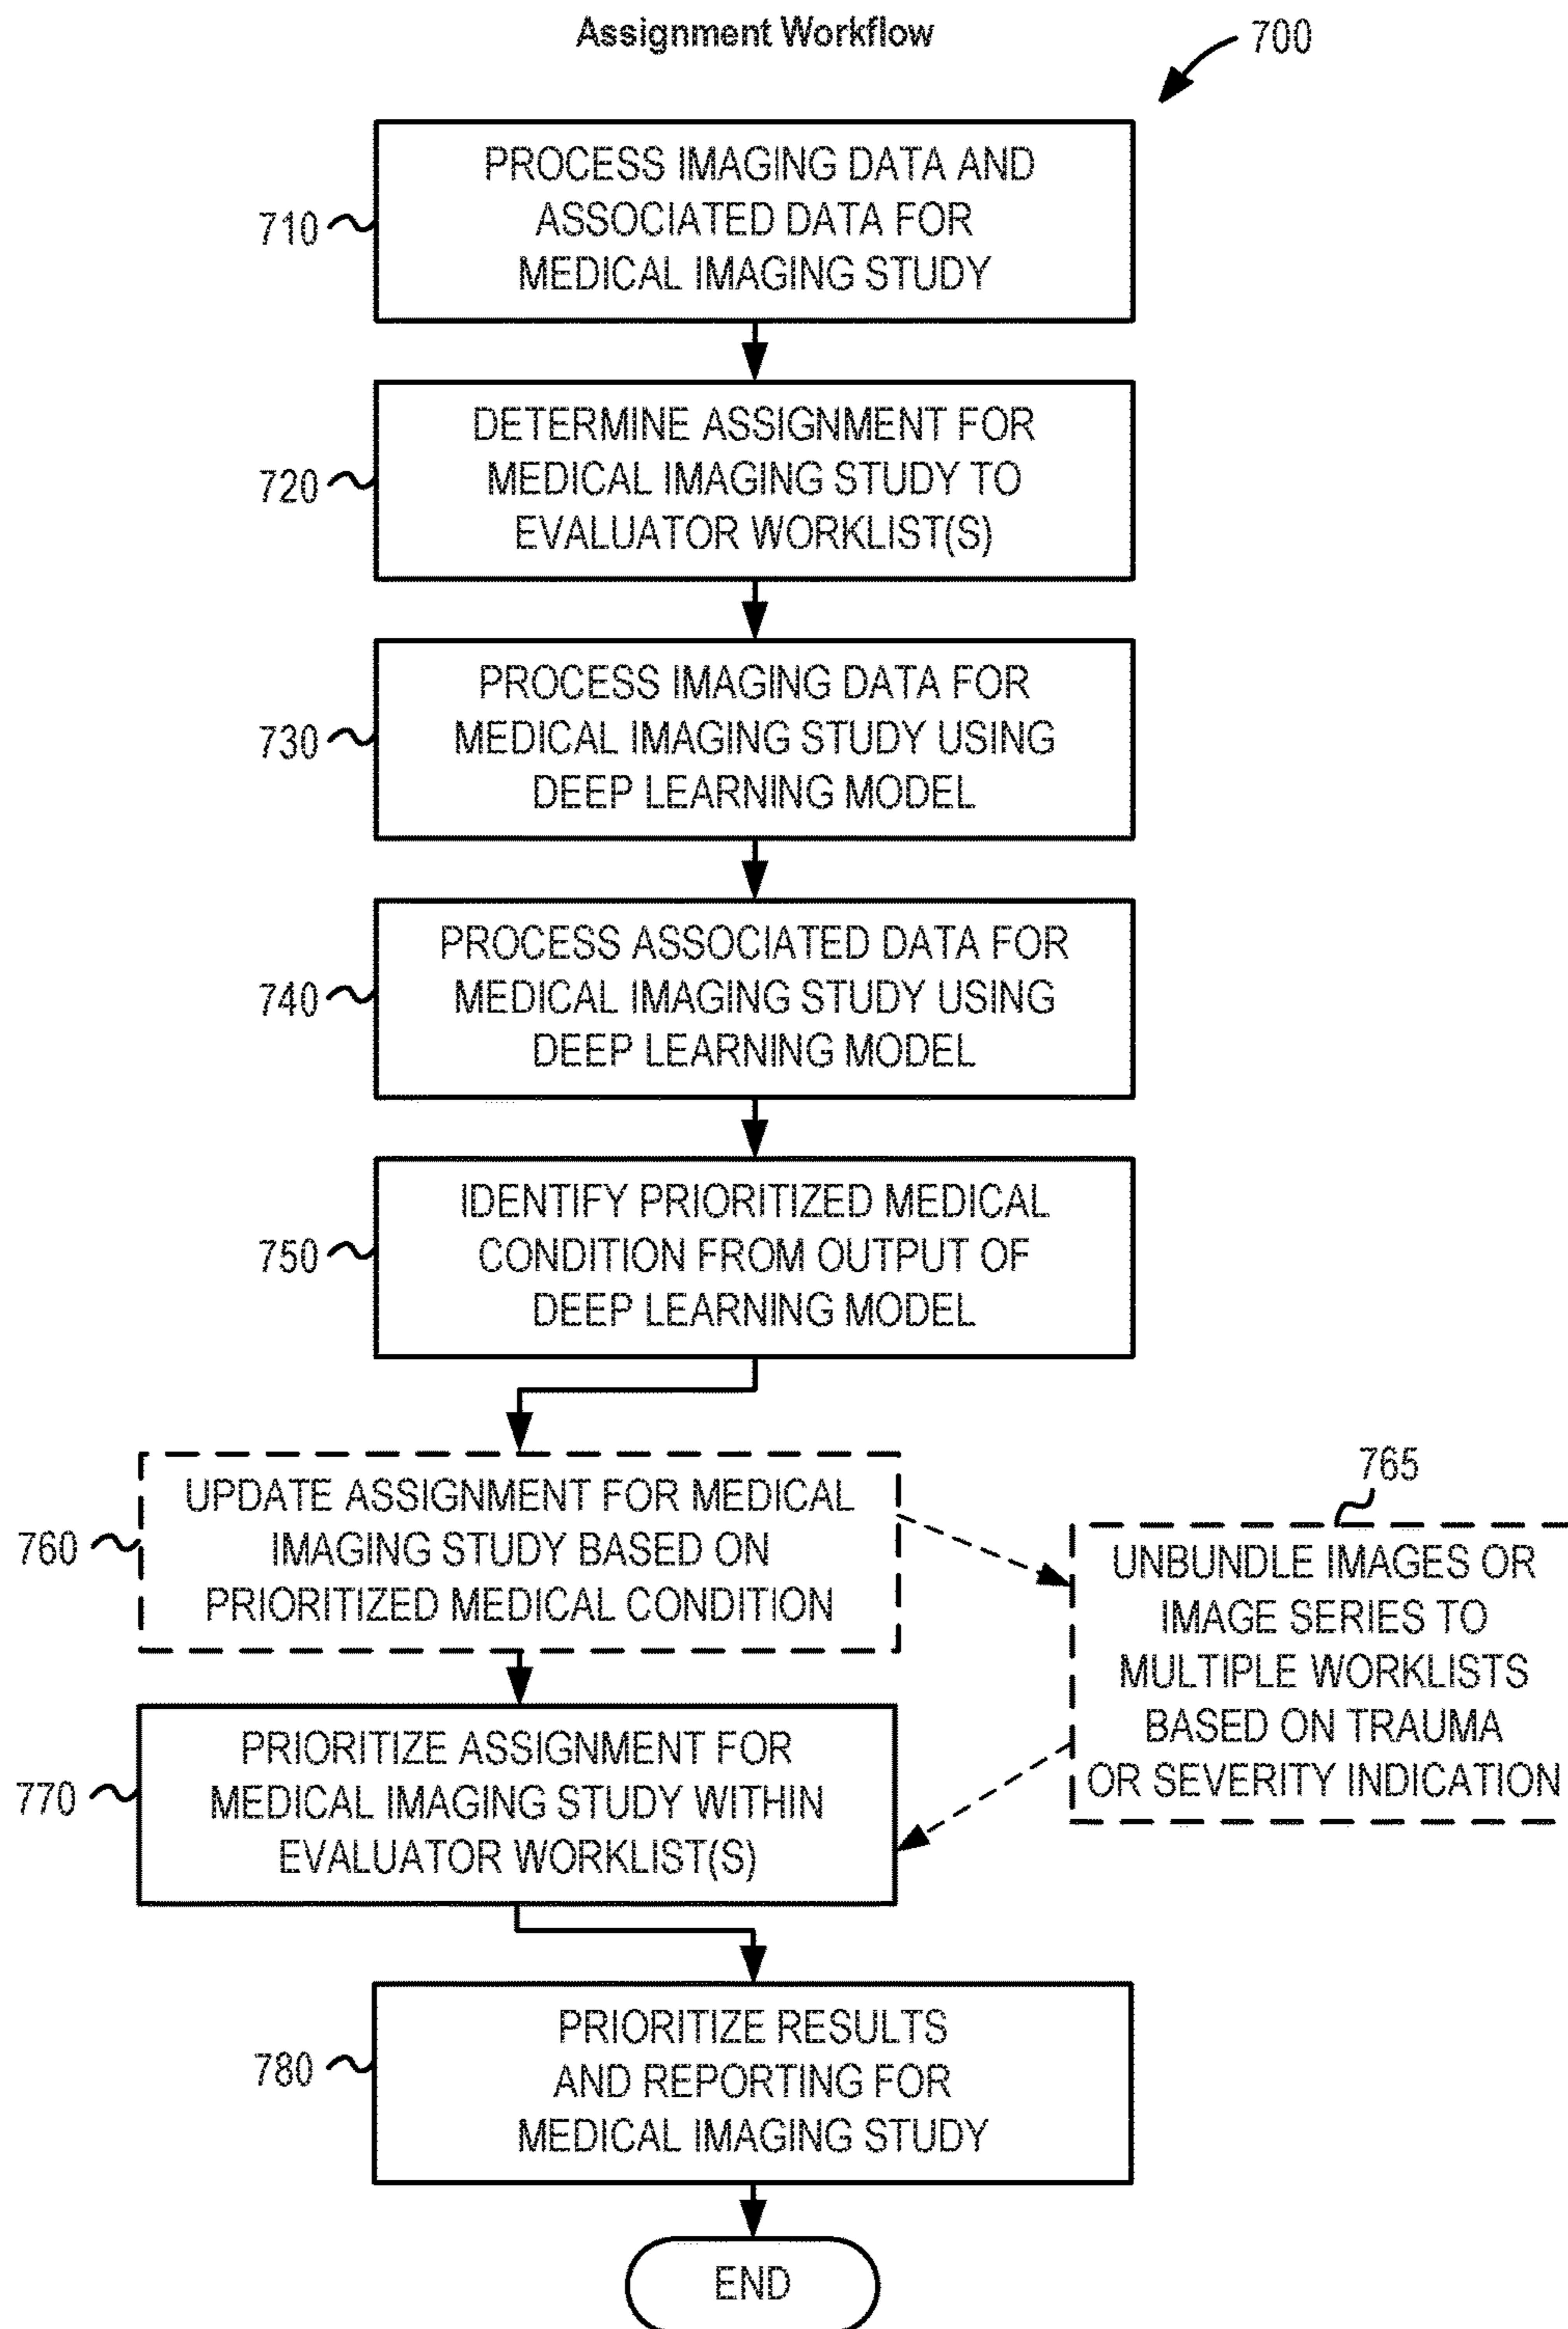 Assignment Workflow
700
PROCESS IMAGING DATA AND
ASSOCIATED DATA FOR
MEDICAL IMAGING STUDY
710
DETERMINE ASSIGNMENT FOR
MEDICAL IMAGING STUDY TO
EVALUATOR WORKLIST(S)
720
PROCESS IMAGING DATA FOR
MEDICAL IMAGING STUDY USING
DEEP LEARNING MODEL
730
PROCESS ASSOCIATED DATA FOR
MEDICAL IMAGING STUDY USING
DEEP LEARNING MODEL
740
IDENTIFY PRIORITIZED MEDICAL
CONDITION FROM OUTPUT OF
DEEP LEARNING MODEL
750
UPDATE ASSIGNMENT FOR MEDICAL
IMAGING STUDY BASED ON
PRIORITIZED MEDICAL CONDITION
760
765
UNBUNDLE IMAGES OR
IMAGE SERIES TO
MULTIPLE WORKLISTS
BASED ON TRAUMA
OR SEVERITY INDICATION
PRIORITIZE ASSIGNMENT FOR
MEDICAL IMAGING STUDY WITHIN
EVALUATOR WORKLIST(S)
770
PRIORITIZE RESULTS
AND REPORTING FOR
MEDICAL IMAGING STUDY
780
END